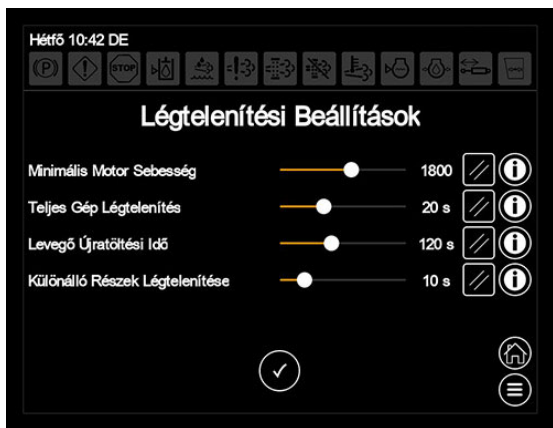 Hétfő 10:42 DE
STOP
Légtelenítési Beállítások
Minimális Motor Sebesség 1800
Teljes Gép Légtelenítés 20 s
Levegő Újratöltési Idő 120 s
Különálló Részek Légtelenítése 10 s